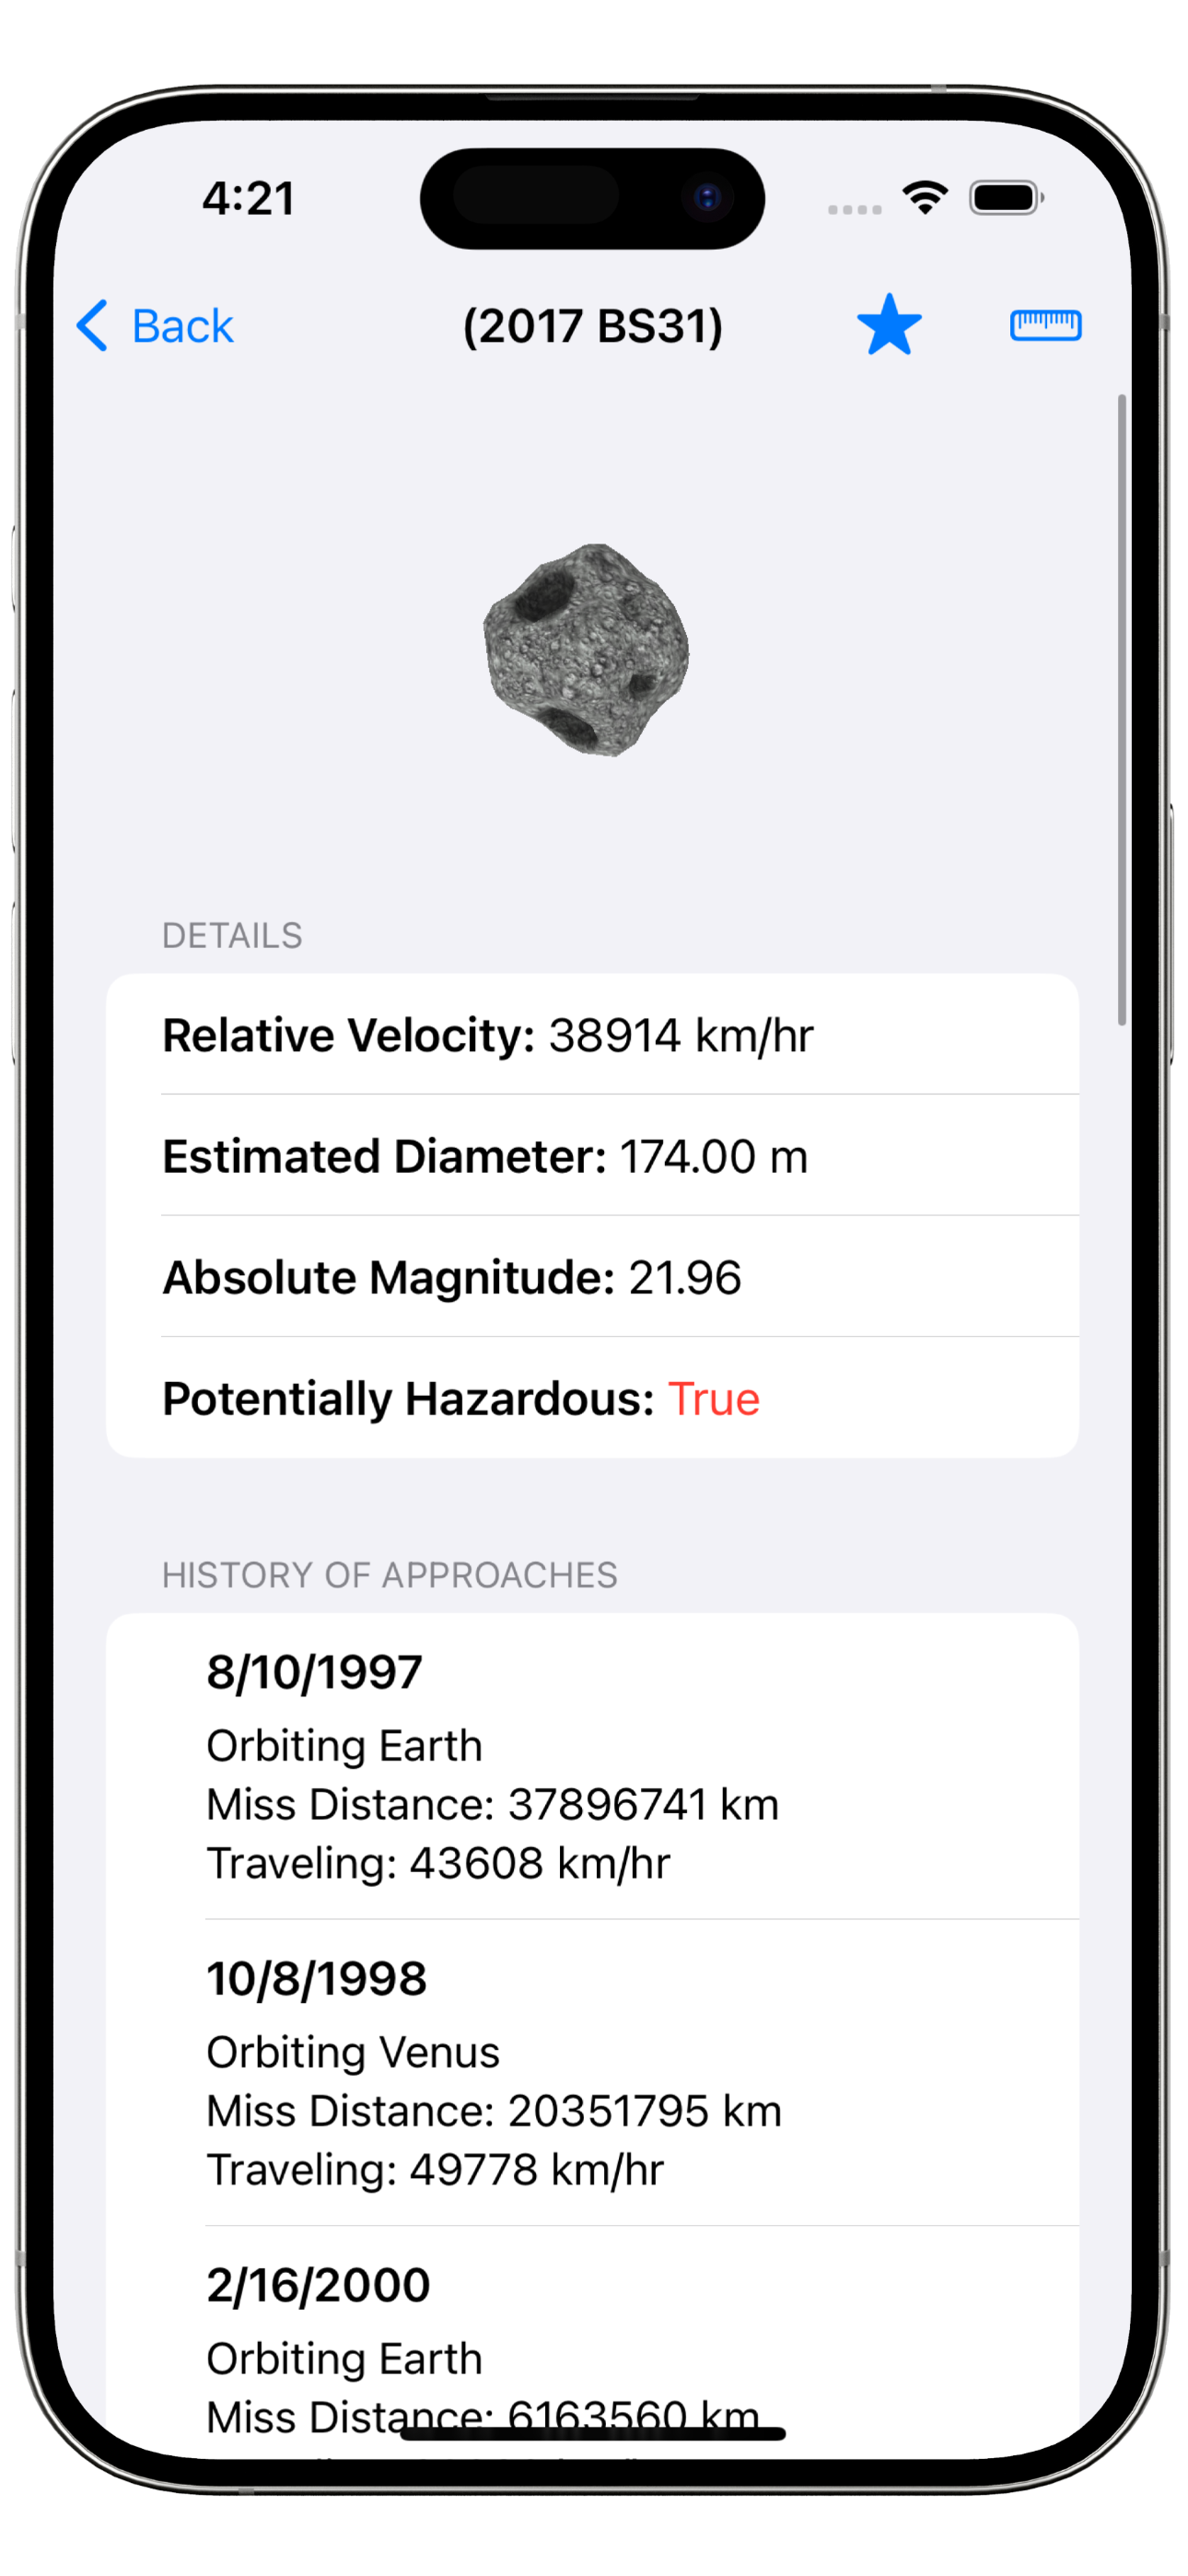 4:21
Back
(2017 BS31)
DETAILS
Relative Velocity: 38914 km/hr
Estimated Diameter: 174.00 m
Absolute Magnitude: 21.96
Potentially Hazardous: True
HISTORY OF APPROACHES
8/10/1997
Orbiting Earth
Miss Distance: 37896741 km
Traveling: 43608 km/hr
10/8/1998
Orbiting Venus
Miss Distance: 20351795 km
Traveling: 49778 km/hr
2/16/2000
Orbiting Earth
Miss Distance: 6163560 km